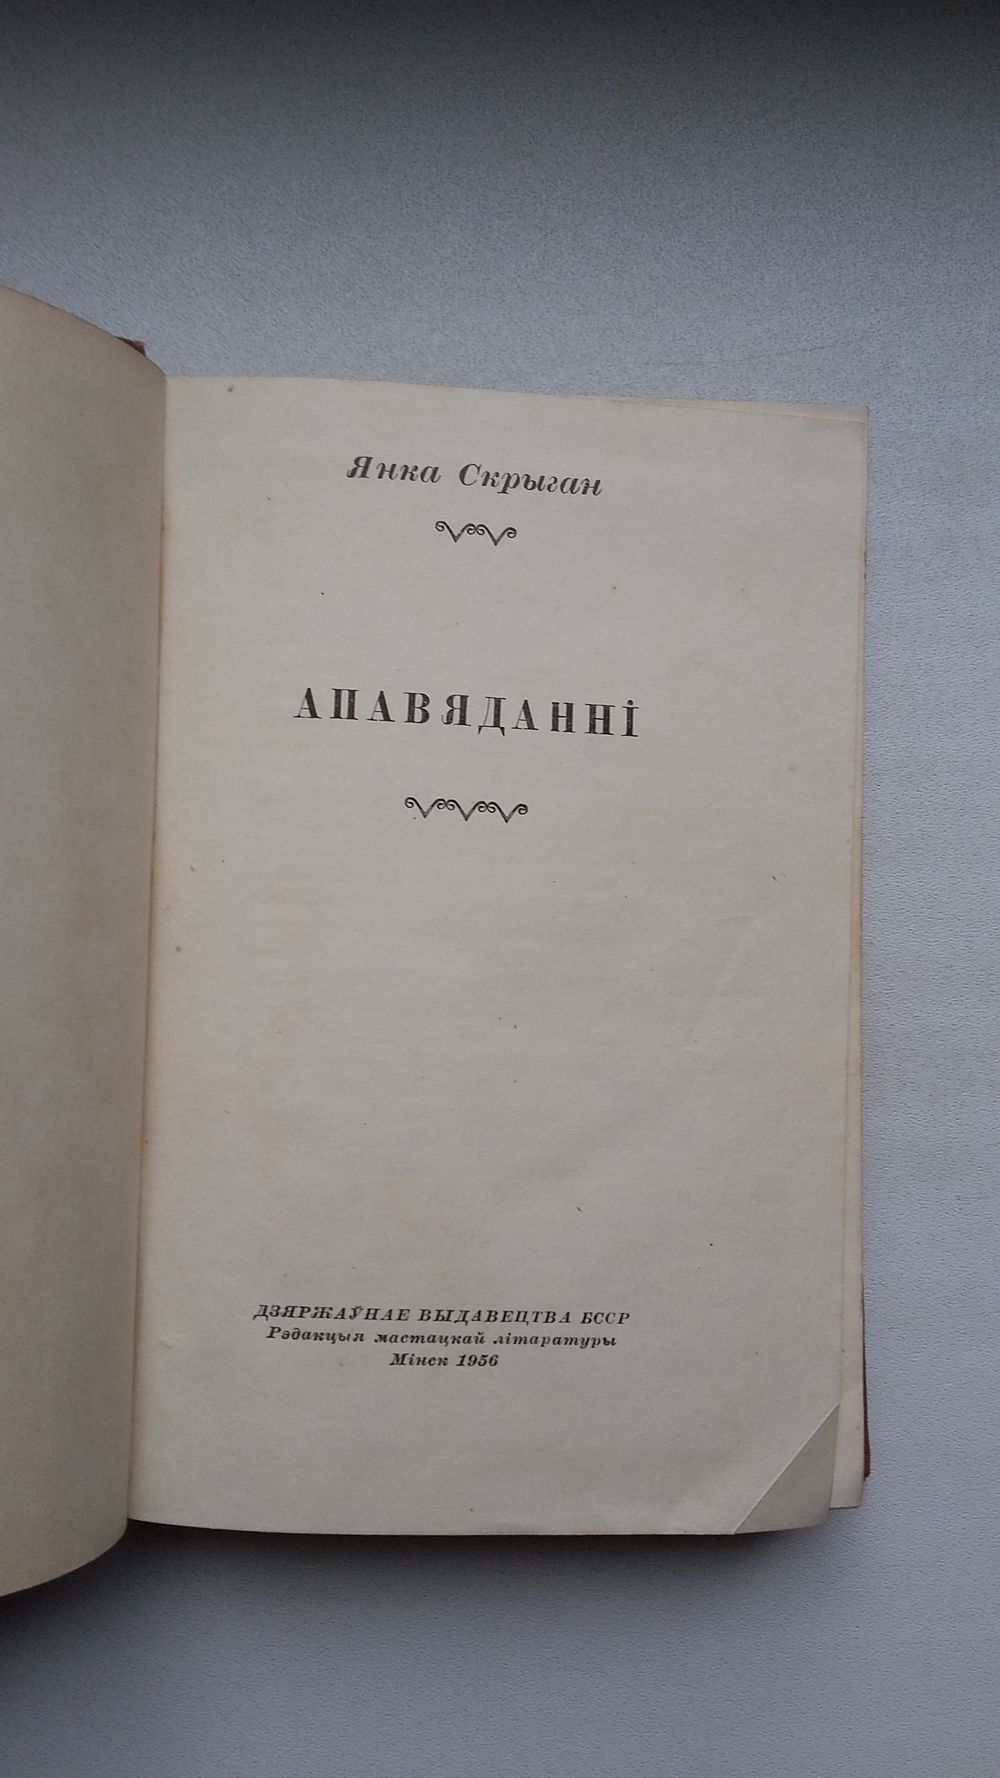 Янка Скрыган
АПАВЯДАННІ
ДЗЯРЖАЎНАЕ ВЫДАВЕЦТВА БССР
Рэдакцыя мастацкай літаратуры
Мінск 1956